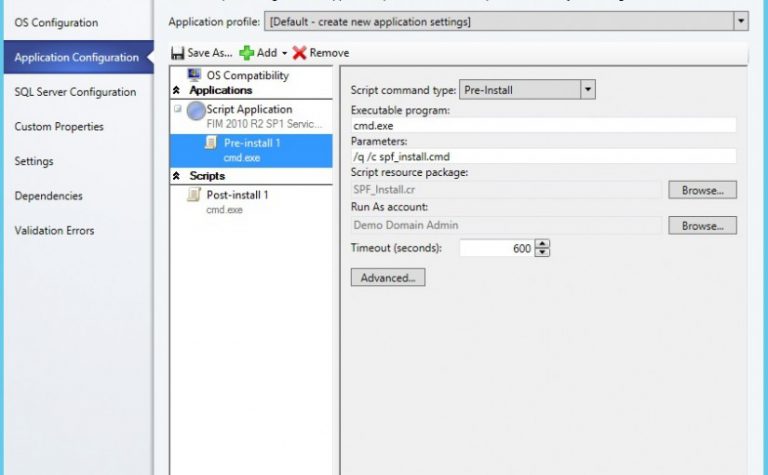 OS Configuration
Application Configuration
SQL Server Configuration
Custom Properties
Settings
Dependencies
Validation Errors
Application profile: [Default - create new application settings]
Save As... Add Remove
OS Compatibility
Applications
Script Application
FIM 2010 R2 SP1 Servic...
Pre-install 1
cmd.exe
Scripts
Post-install 1
cmd.exe
Script command type: Pre-Install
Executable program:
cmd.exe
Parameters:
/q /c spf_install.cmd
Script resource package:
SPF_Install.cr Browse...
Run As account:
Demo Domain Admin Browse...
Timeout (seconds): 600
Advanced...